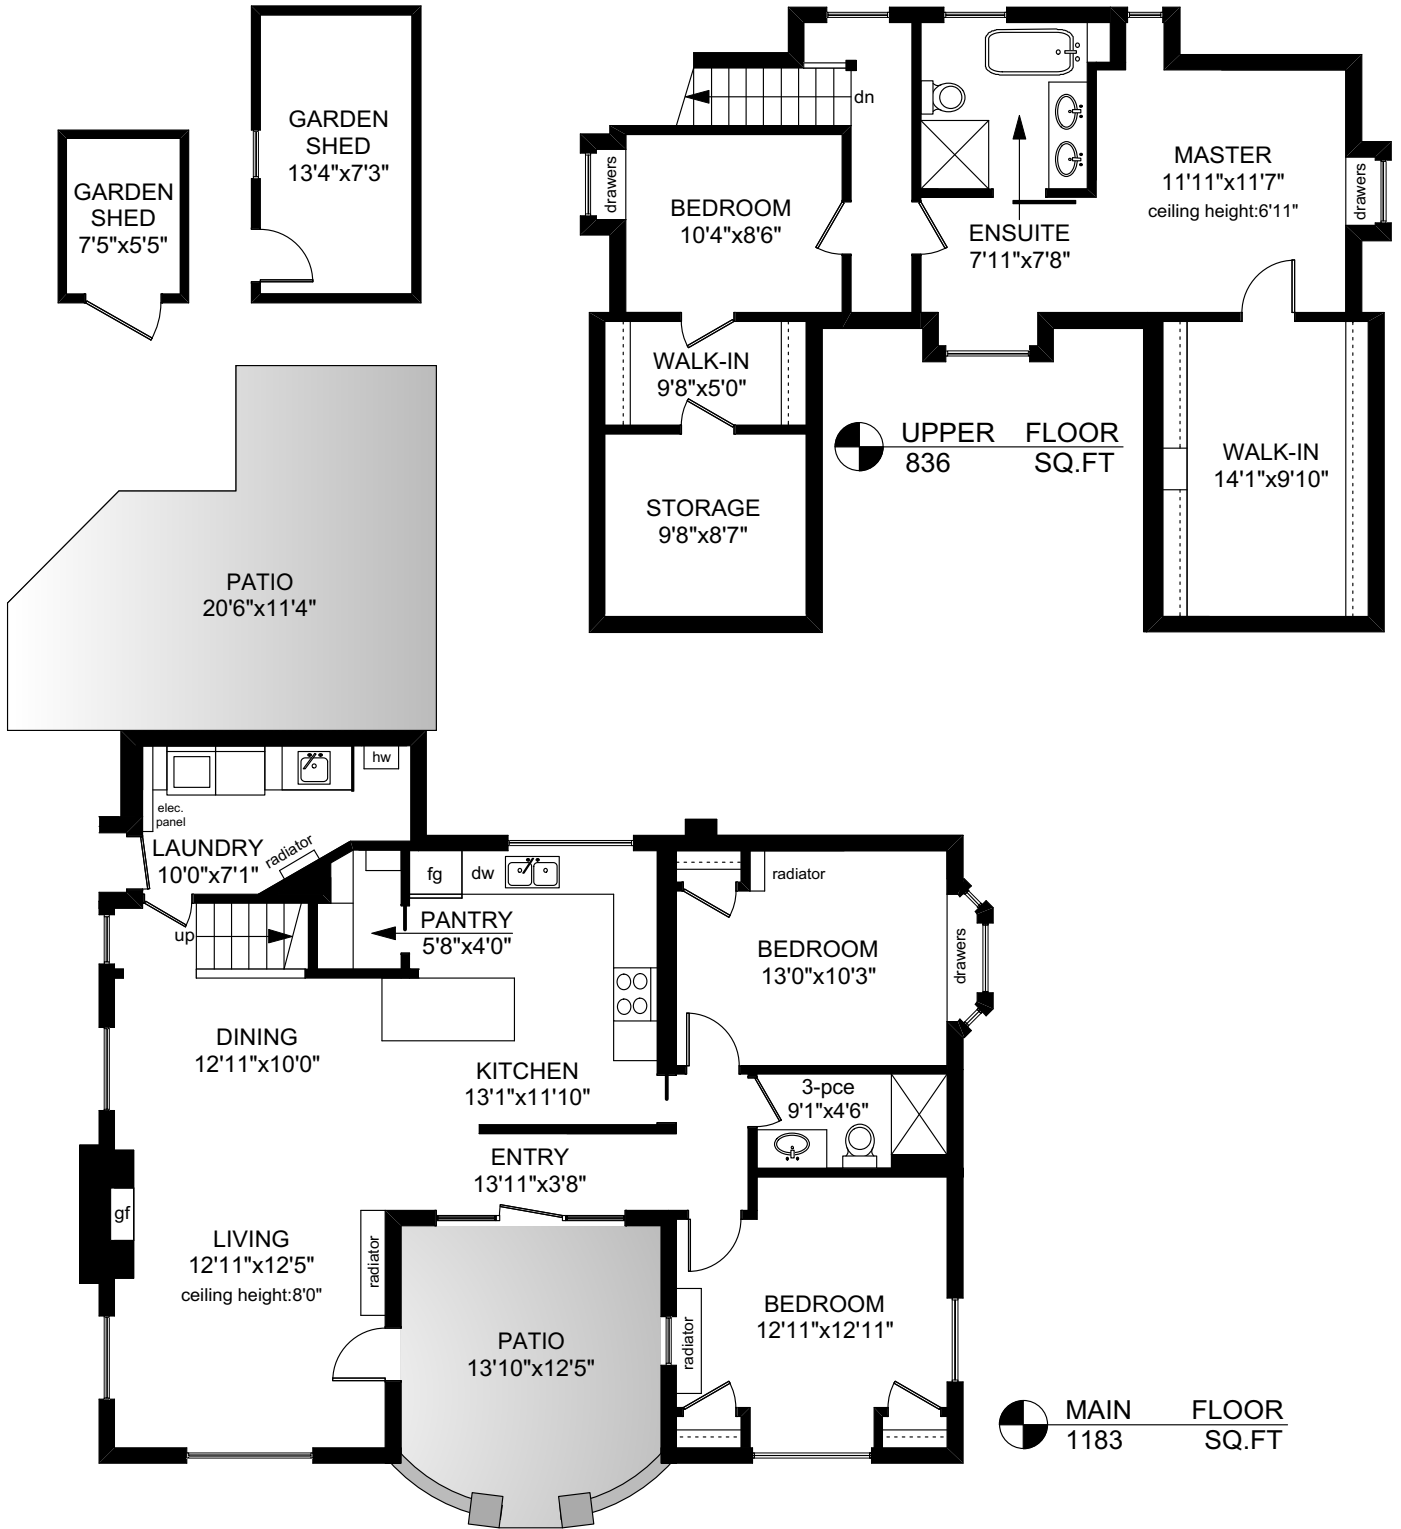 GARDEN
SHED
13'4"x7'3"
GARDEN
SHED
7'5"x5'5"
dn
drawers
BEDROOM
10'4"x8'6"
MASTER
11'11"x11'7"
ceiling height:6'11"
drawers
ENSUITE
7'11"x7'8"
WALK-IN
9'8"x5'0"
UPPER FLOOR
836 SQ.FT
WALK-IN
14'1"x9'10"
STORAGE
9'8"x8'7"
PATIO
20'6"x11'4"
hw
elec.
panel
LAUNDRY
10'0"x7'1"
radiator
fg
dw
radiator
up
PANTRY
5'8"x4'0"
BEDROOM
13'0"x10'3"
drawers
DINING
12'11"x10'0"
KITCHEN
13'1"x11'10"
3-pce
9'1"x4'6"
ENTRY
13'11"x3'8"
gf
LIVING
12'11"x12'5"
ceiling height:8'0"
radiator
PATIO
13'10"x12'5"
radiator
BEDROOM
12'11"x12'11"
MAIN FLOOR
1183 SQ.FT